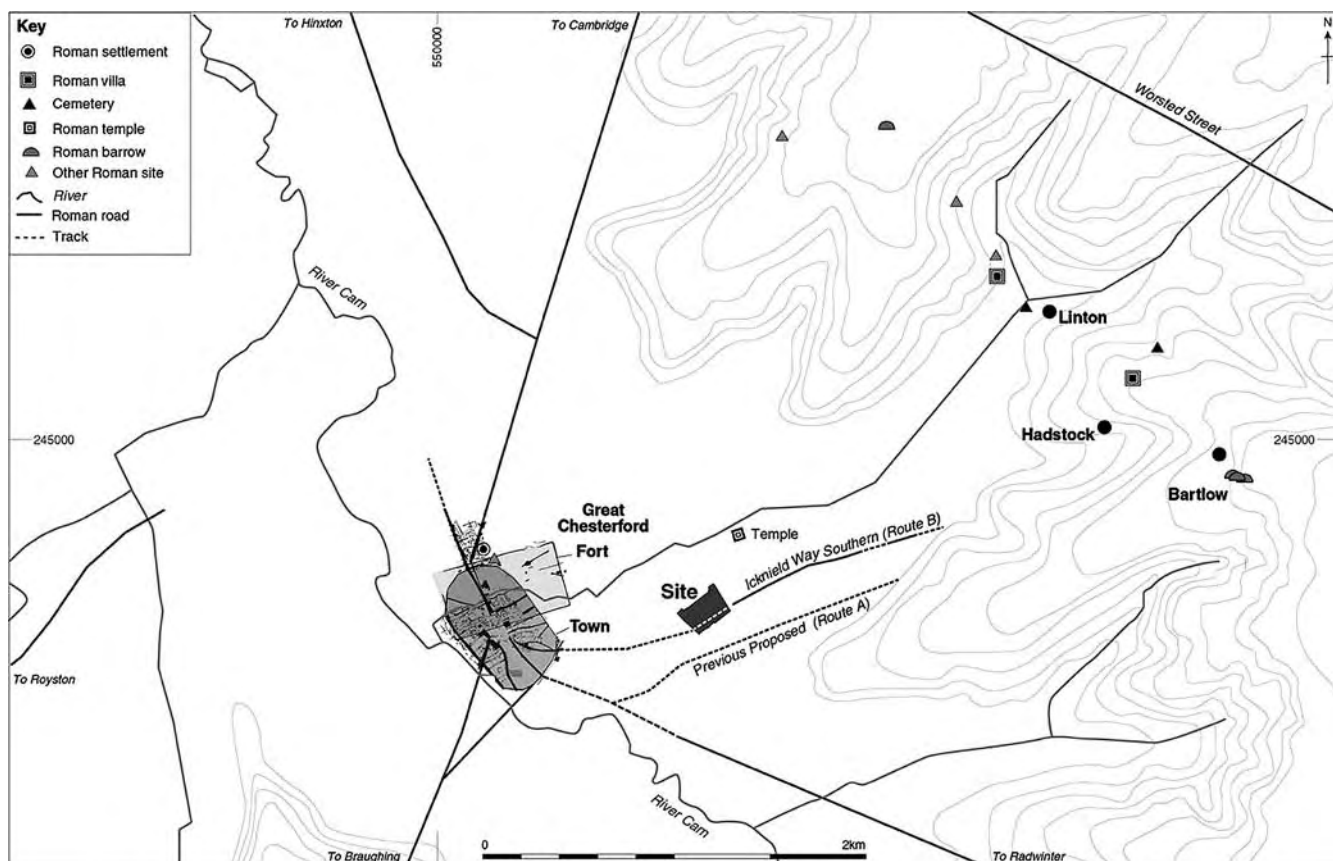 Key
Roman settlement
Roman villa
Cemetery
Roman temple
Roman barrow
Other Roman site
River
Roman road
Track
To Hinxton
550000
To Cambridge
N
Worsted Street
River Cam
Linton
245000
Hadstock
245000
Bartlow
Great
Chesterford
Fort
Temple
Icknield Way Southern (Route B)
Site
Town
Previous Proposed (Route A)
To Royston
River Cam
0
2km
To Braughing
To Radwinter